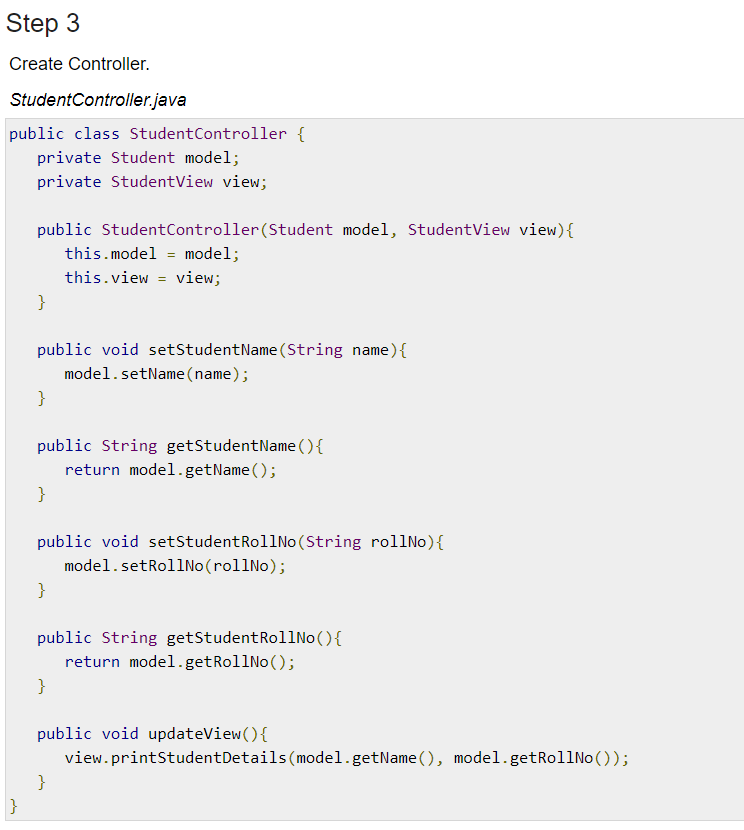 Step 3
Create Controller.
StudentController.java
public class StudentController {
   private Student model;
   private StudentView view;

   public StudentController(Student model, StudentView view){
      this.model = model;
      this.view = view;
   }

   public void setStudentName(String name){
      model.setName(name);
   }

   public String getStudentName(){
      return model.getName();
   }

   public void setStudentRollNo(String rollNo){
      model.setRollNo(rollNo);
   }

   public String getStudentRollNo(){
      return model.getRollNo();
   }

   public void updateView(){
      view.printStudentDetails(model.getName(), model.getRollNo());
   }
}